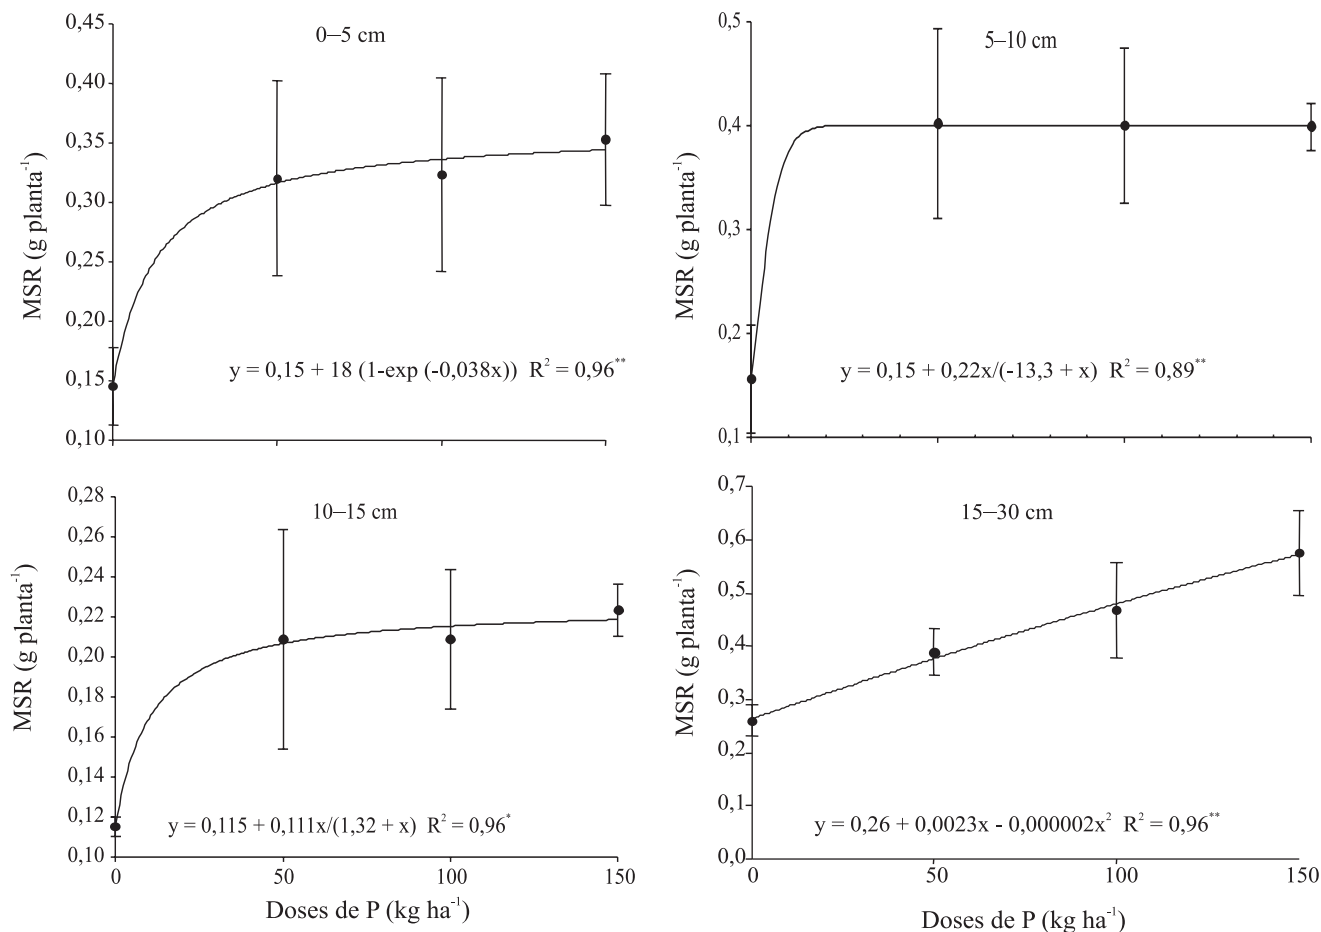 0–5 cm
MSR (g planta⁻¹)
0,45
0,40
0,35
0,30
0,25
0,20
0,15
0,10
y = 0,15 + 18 (1-exp (-0,038x)) R² = 0,96**
5–10 cm
MSR (g planta⁻¹)
0,5
0,4
0,3
0,2
0,1
y = 0,15 + 0,22x/(-13,3 + x) R² = 0,89**
10–15 cm
MSR (g planta⁻¹)
0,28
0,26
0,24
0,22
0,20
0,18
0,16
0,14
0,12
0,10
y = 0,115 + 0,111x/(1,32 + x) R² = 0,96*
0 50 100 150
Doses de P (kg ha⁻¹)
15–30 cm
MSR (g planta⁻¹)
0,7
0,6
0,5
0,4
0,3
0,2
0,1
0,0
y = 0,26 + 0,0023x - 0,000002x² R² = 0,96**
0 50 100 150
Doses de P (kg ha⁻¹)